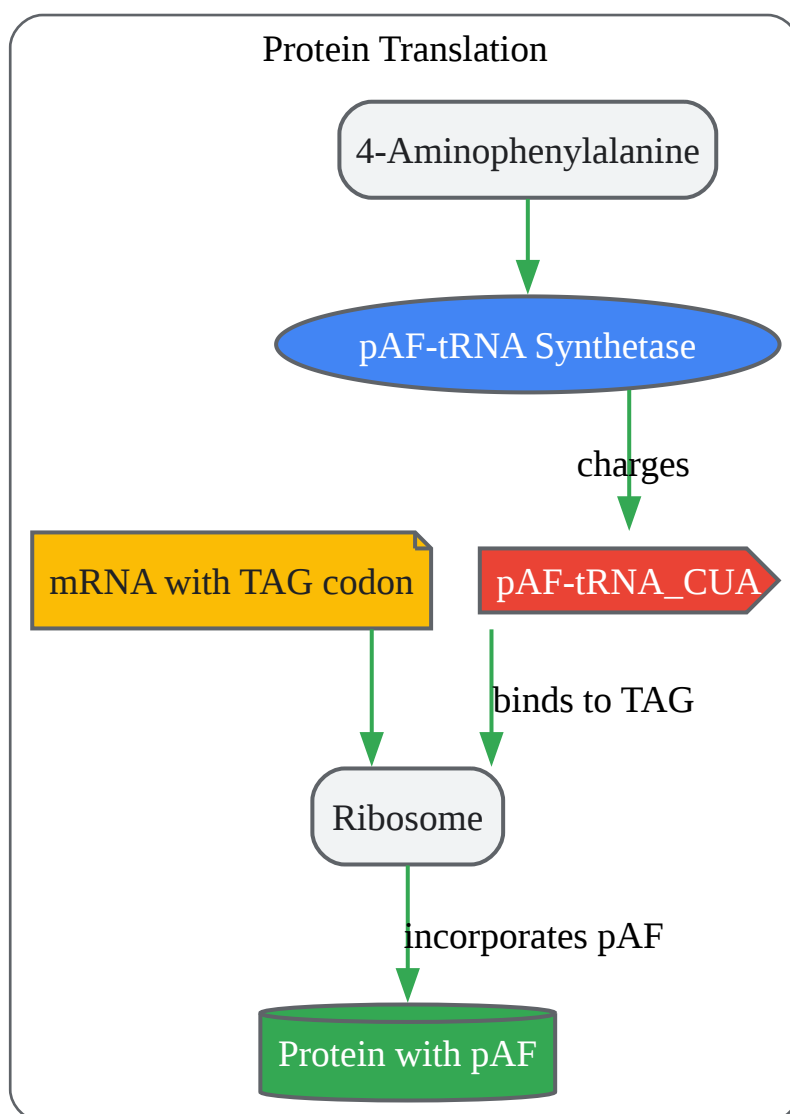 Protein Translation
4-Aminophenylalanine
pAF-tRNA Synthetase
charges
mRNA with TAG codon
pAF-tRNA_CUA
binds to TAG
Ribosome
incorporates pAF
Protein with pAF